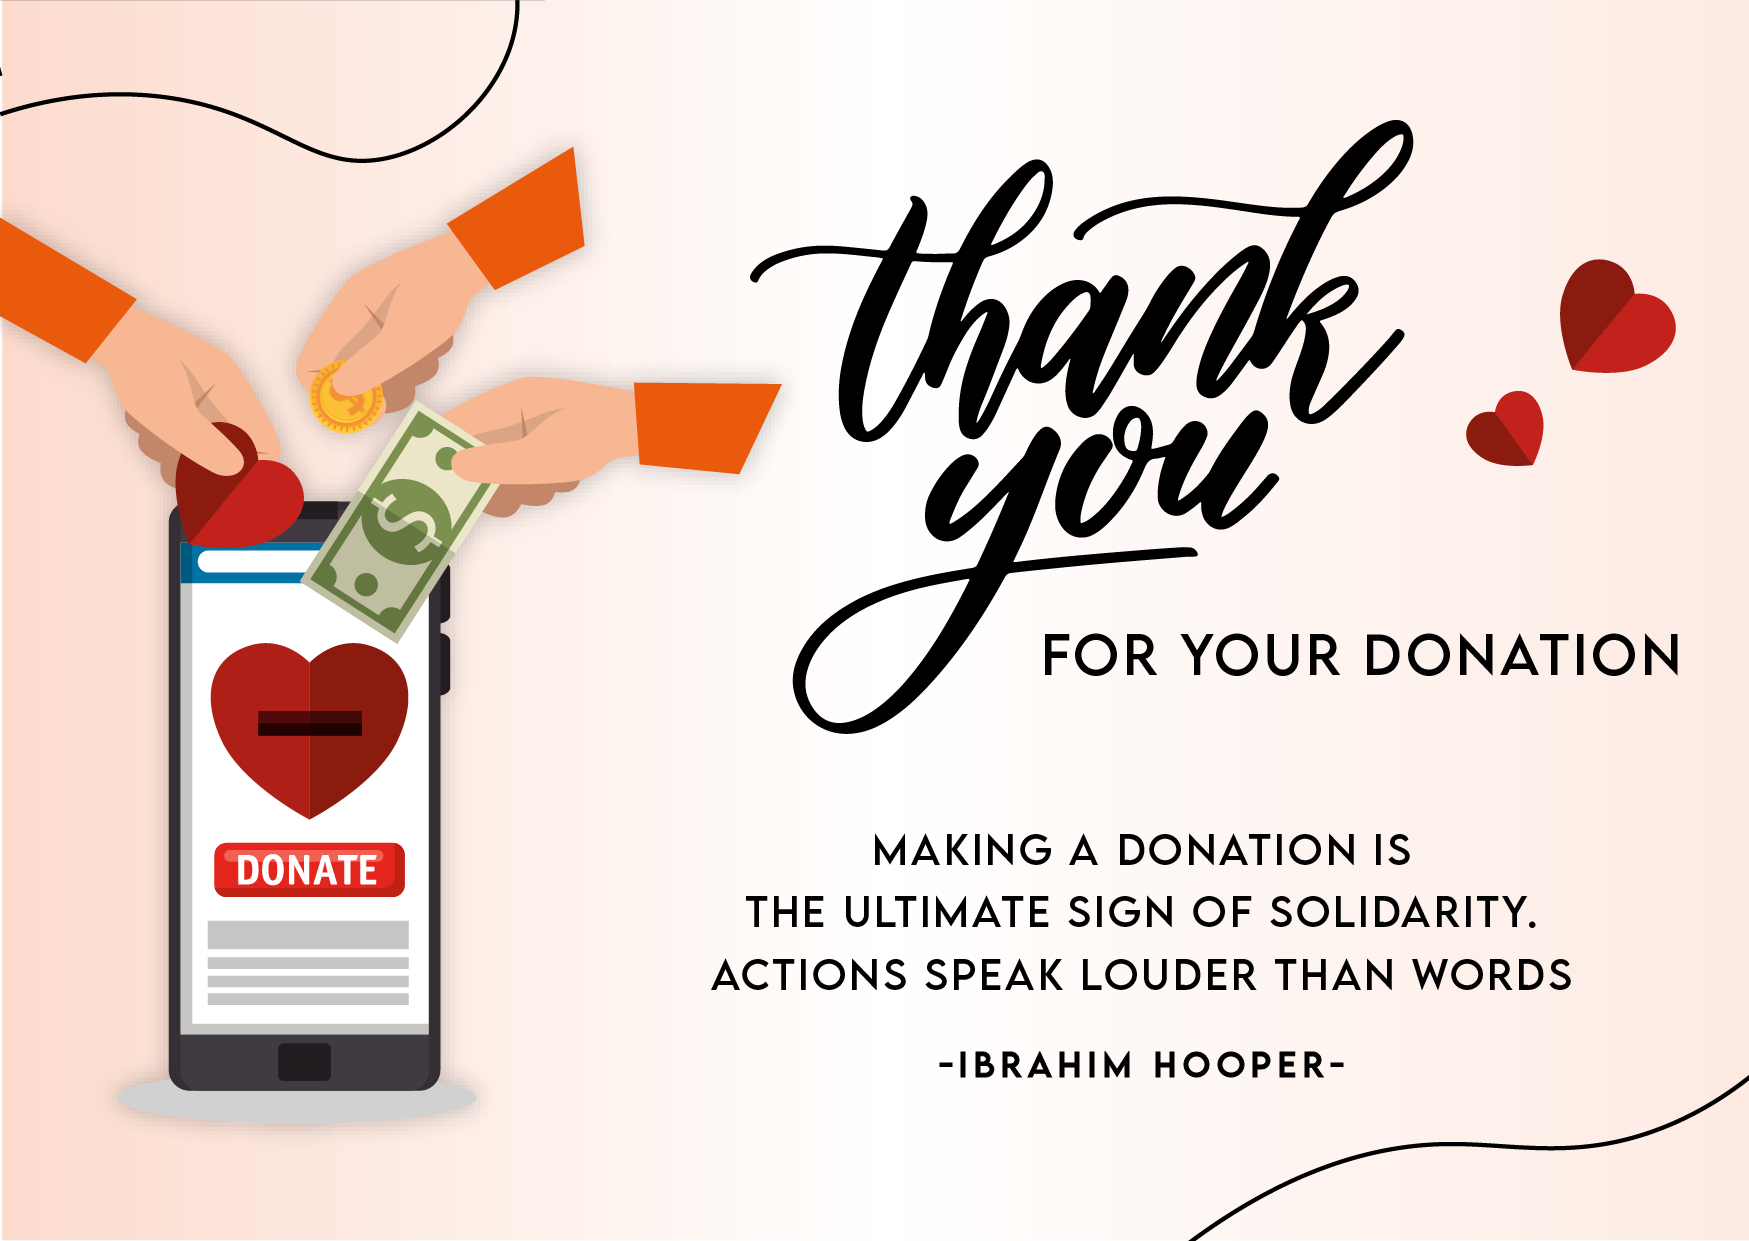 thank
you
FOR YOUR DONATION
MAKING A DONATION IS
THE ULTIMATE SIGN OF SOLIDARITY.
ACTIONS SPEAK LOUDER THAN WORDS
-IBRAHIM HOOPER-
$
DONATE